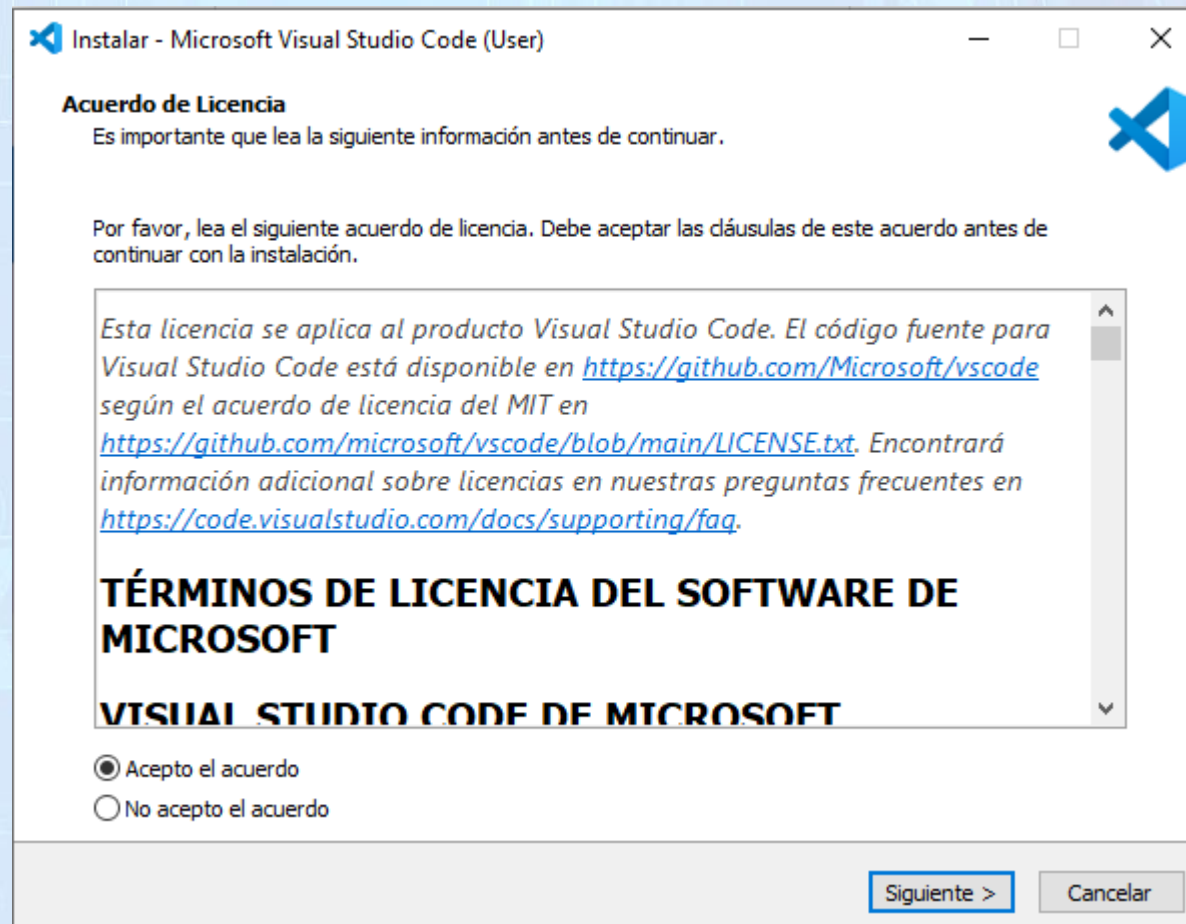 Instalar - Microsoft Visual Studio Code (User)
Acuerdo de Licencia
Es importante que lea la siguiente información antes de continuar.
Por favor, lea el siguiente acuerdo de licencia. Debe aceptar las cláusulas de este acuerdo antes de
continuar con la instalación.
Esta licencia se aplica al producto Visual Studio Code. El código fuente para
Visual Studio Code está disponible en https://github.com/Microsoft/vscode
según el acuerdo de licencia del MIT en
https://github.com/microsoft/vscode/blob/main/LICENSE.txt. Encontrará
información adicional sobre licencias en nuestras preguntas frecuentes en
https://code.visualstudio.com/docs/supporting/faq.
TÉRMINOS DE LICENCIA DEL SOFTWARE DE
MICROSOFT
VISUAL STUDIO CODE DE MICROSOFT
Acepto el acuerdo
No acepto el acuerdo
Siguiente >
Cancelar